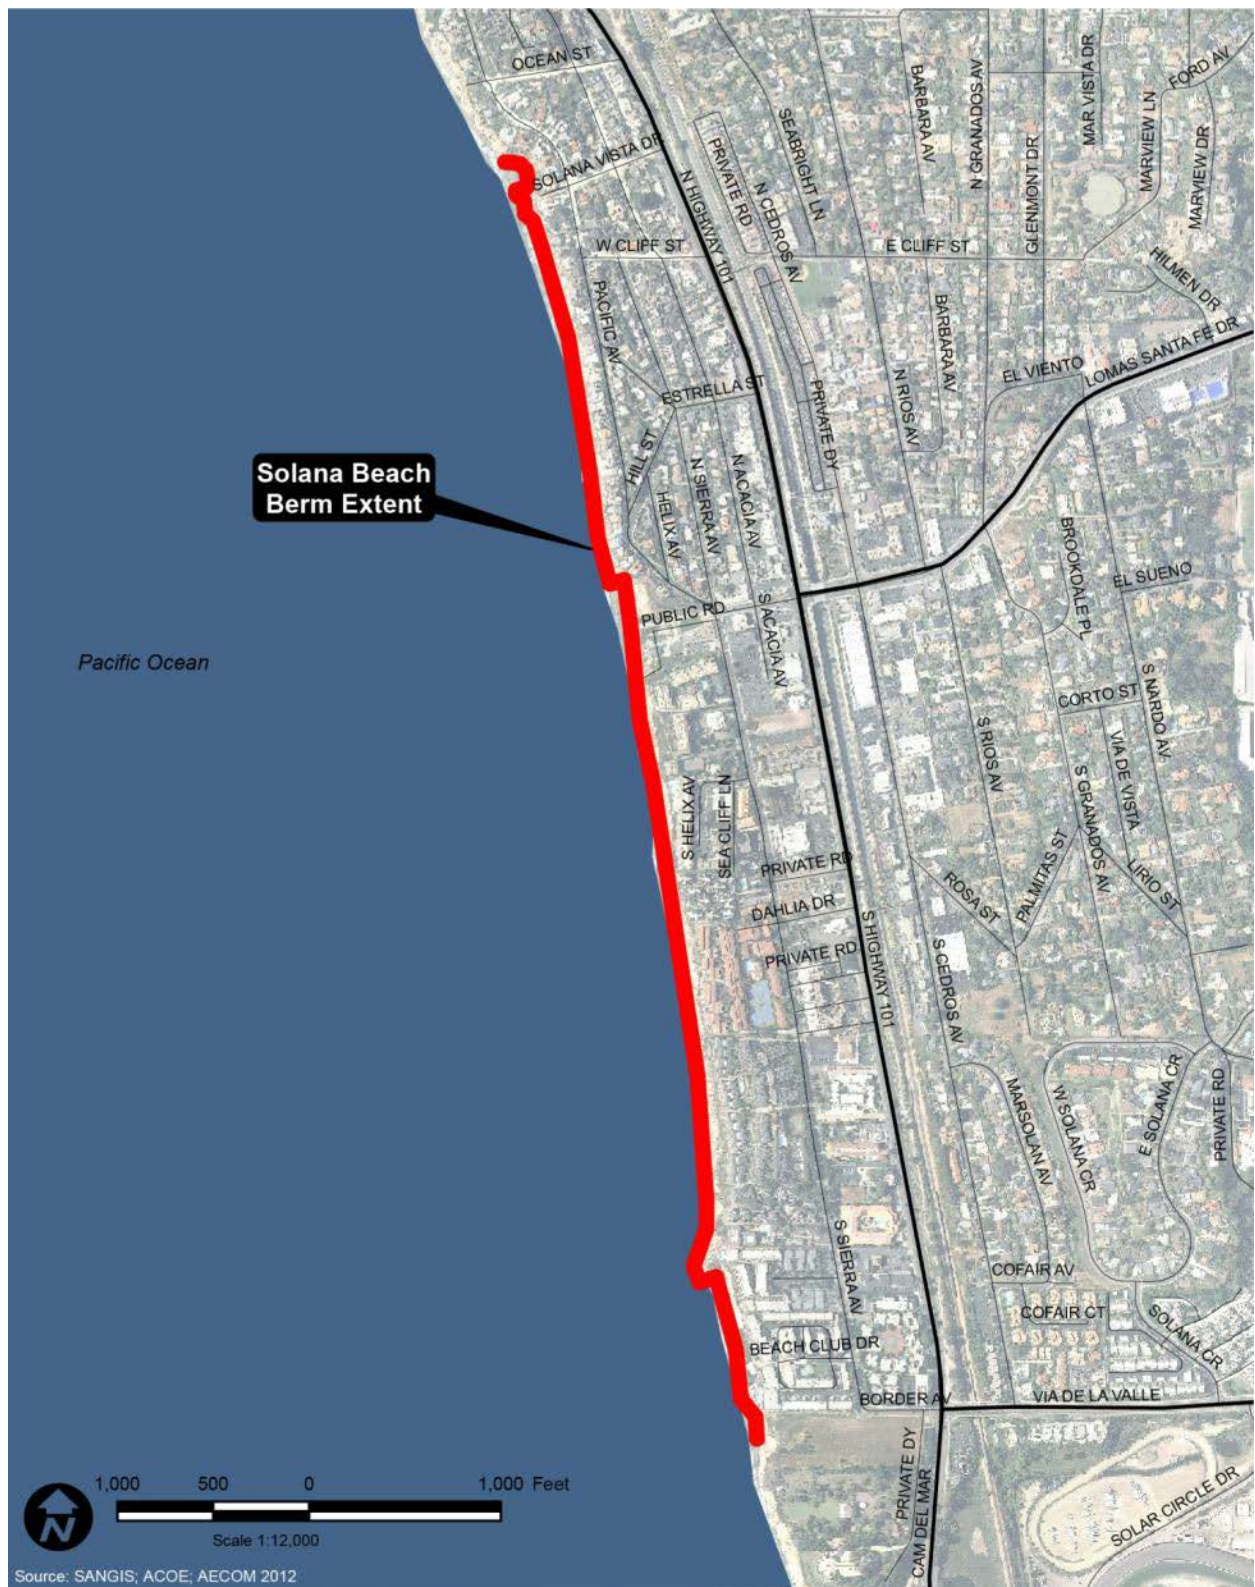 OCEAN ST
BARBARA AV
N GRANADOS AV
MAR VISTA DR
FORD AV
SEABRIGHT LN
MARVIEW LN
MARVIEW DR
SOLANA VISTA DR
PRIVATE RD
N CEDROS AV
GLENMONT DR
N HIGHWAY 101
W CLIFF ST
E CLIFF ST
HILMEN DR
PACIFIC AV
BARBARA AV
LOMAS SANTA FE DR
EL VIENTO
ESTRELLA ST
PRIVATE DY
N RIOS AV
HILL ST
Solana Beach
Berm Extent
HELIX AV
N SIERRA AV
N ACACIA AV
BROOKDALE PL
EL SUENO
PUBLIC RD
S ACACIA AV
Pacific Ocean
S NARDO AV
CORTO ST
S RIOS AV
VIA DE VISTA
S HELIX AV
SEA CLIFF LN
S GRANADOS AV
PRIVATE RD
PALMITAS ST
LIRIO ST
ROSA ST
DAHLIA DR
PRIVATE RD
S HIGHWAY 101
S CEDROS AV
MARSOLAN AV
W SOLANA CR
E SOLANA CR
PRIVATE RD
S SIERRA AV
COFAIR AV
COFAIR CT
SOLANA CR
BEACH CLUB DR
BORDER AV
VIA DE LA VALLE
PRIVATE DY
CAM DEL MAR
SOLAR CIRCLE DR
1,000 500 0 1,000 Feet
N
Scale 1:12,000
Source: SANGIS; ACOE; AECOM 2012